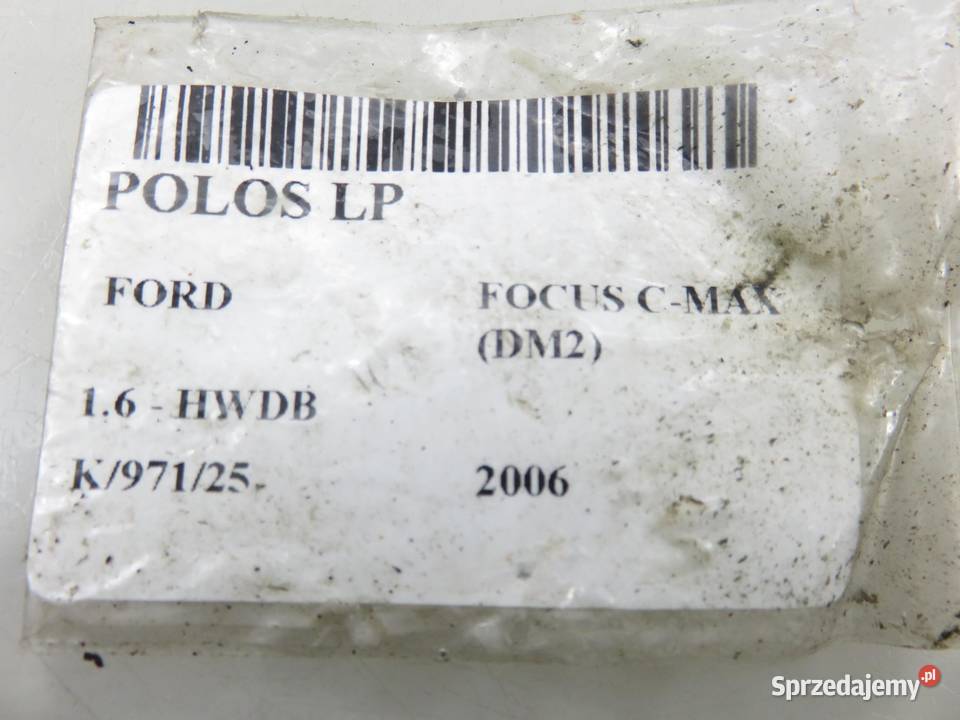 POLOS LP
FORD
FOCUS C-MAX
(DM2)
1.6 - HWDB
K/971/25
2006
Sprzedajemy.pl